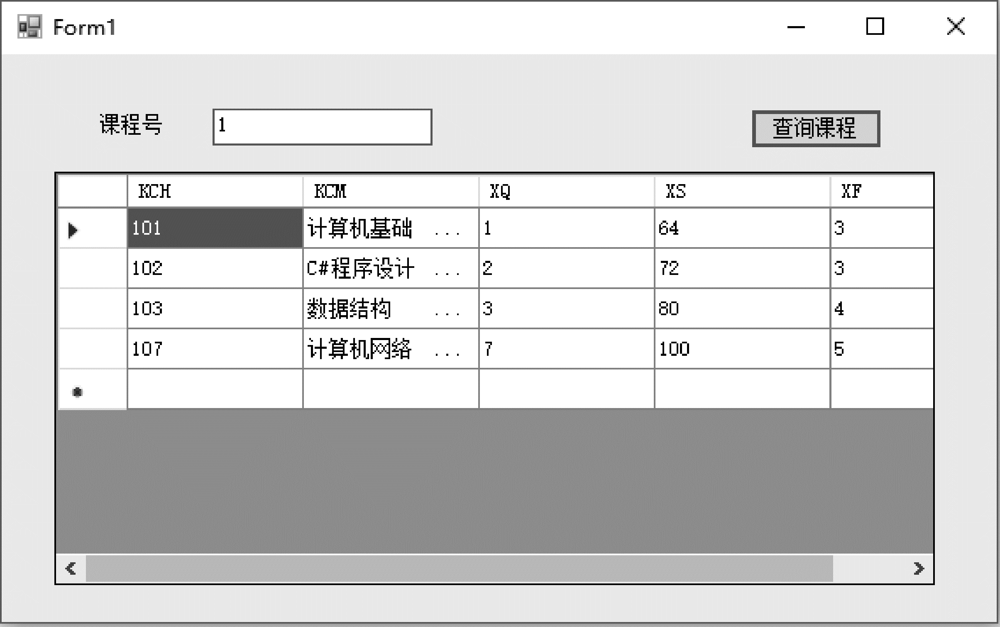 Form1
课程号 1 查询课程
KCH KCM XQ XS XF
101 计算机基础 ... 1 64 3
102 C#程序设计 ... 2 72 3
103 数据结构 ... 3 80 4
107 计算机网络 ... 7 100 5